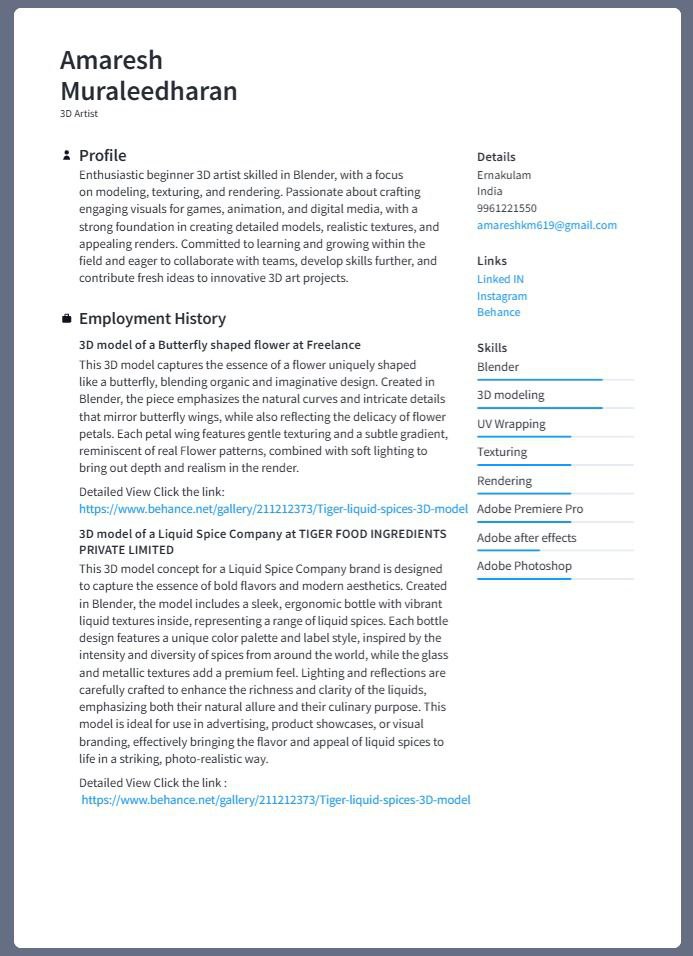 Amaresh
Muraleedharan
3D Artist
Profile
Enthusiastic beginner 3D artist skilled in Blender, with a focus
on modeling, texturing, and rendering. Passionate about crafting
engaging visuals for games, animation, and digital media, with a
strong foundation in creating detailed models, realistic textures, and
appealing renders. Committed to learning and growing within the
field and eager to collaborate with teams, develop skills further, and
contribute fresh ideas to innovative 3D art projects.
Employment History
3D model of a Butterfly shaped flower at Freelance
This 3D model captures the essence of a flower uniquely shaped
like a butterfly, blending organic and imaginative design. Created in
Blender, the piece emphasizes the natural curves and intricate details
that mirror butterfly wings, while also reflecting the delicacy of flower
petals. Each petal wing features gentle texturing and a subtle gradient,
reminiscent of real Flower patterns, combined with soft lighting to
bring out depth and realism in the render.
Detailed View Click the link:
https://www.behance.net/gallery/211212373/Tiger-liquid-spices-3D-model
3D model of a Liquid Spice Company at TIGER FOOD INGREDIENTS
PRIVATE LIMITED
This 3D model concept for a Liquid Spice Company brand is designed
to capture the essence of bold flavors and modern aesthetics. Created
in Blender, the model includes a sleek, ergonomic bottle with vibrant
liquid textures inside, representing a range of liquid spices. Each bottle
design features a unique color palette and label style, inspired by the
intensity and diversity of spices from around the world, while the glass
and metallic textures add a premium feel. Lighting and reflections are
carefully crafted to enhance the richness and clarity of the liquids,
emphasizing both their natural allure and their culinary purpose. This
model is ideal for use in advertising, product showcases, or visual
branding, effectively bringing the flavor and appeal of liquid spices to
life in a striking, photo-realistic way.
Detailed View Click the link :
https://www.behance.net/gallery/211212373/Tiger-liquid-spices-3D-model
Details
Ernakulam
India
9961221550
amareshkm619@gmail.com
Links
Linked IN
Instagram
Behance
Skills
Blender
3D modeling
UV Wrapping
Texturing
Rendering
Adobe Premiere Pro
Adobe after effects
Adobe Photoshop